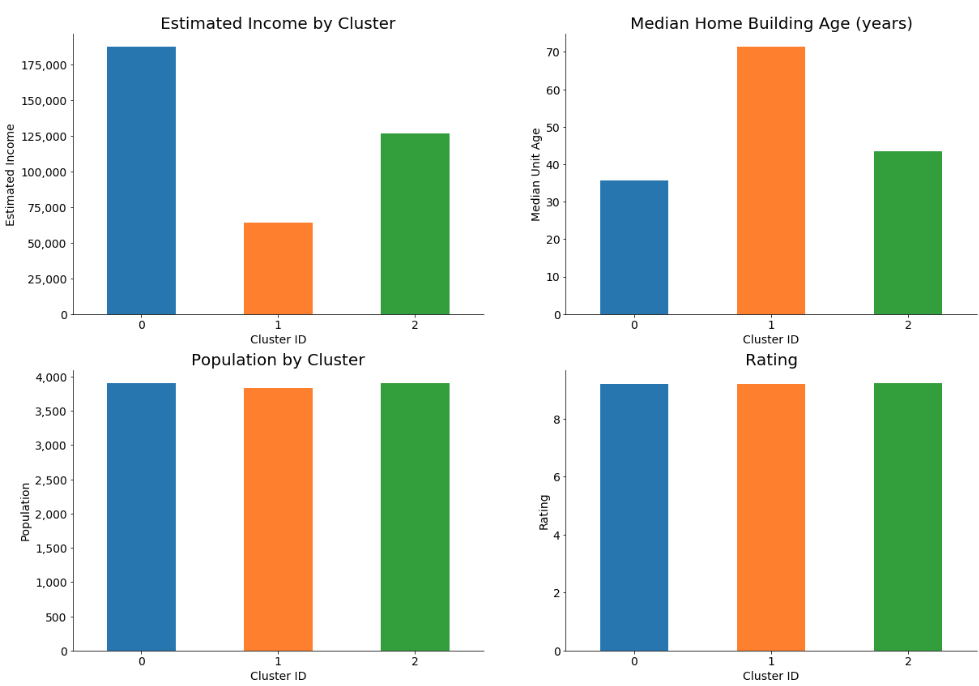 Estimated Income by Cluster
Estimated Income
175,000
150,000
125,000
100,000
75,000
50,000
25,000
0
0 1 2
Cluster ID
Median Home Building Age (years)
Median Unit Age
70
60
50
40
30
20
10
0
0 1 2
Cluster ID
Population by Cluster
Population
4,000
3,500
3,000
2,500
2,000
1,500
1,000
500
0
0 1 2
Cluster ID
Rating
Rating
8
6
4
2
0
0 1 2
Cluster ID